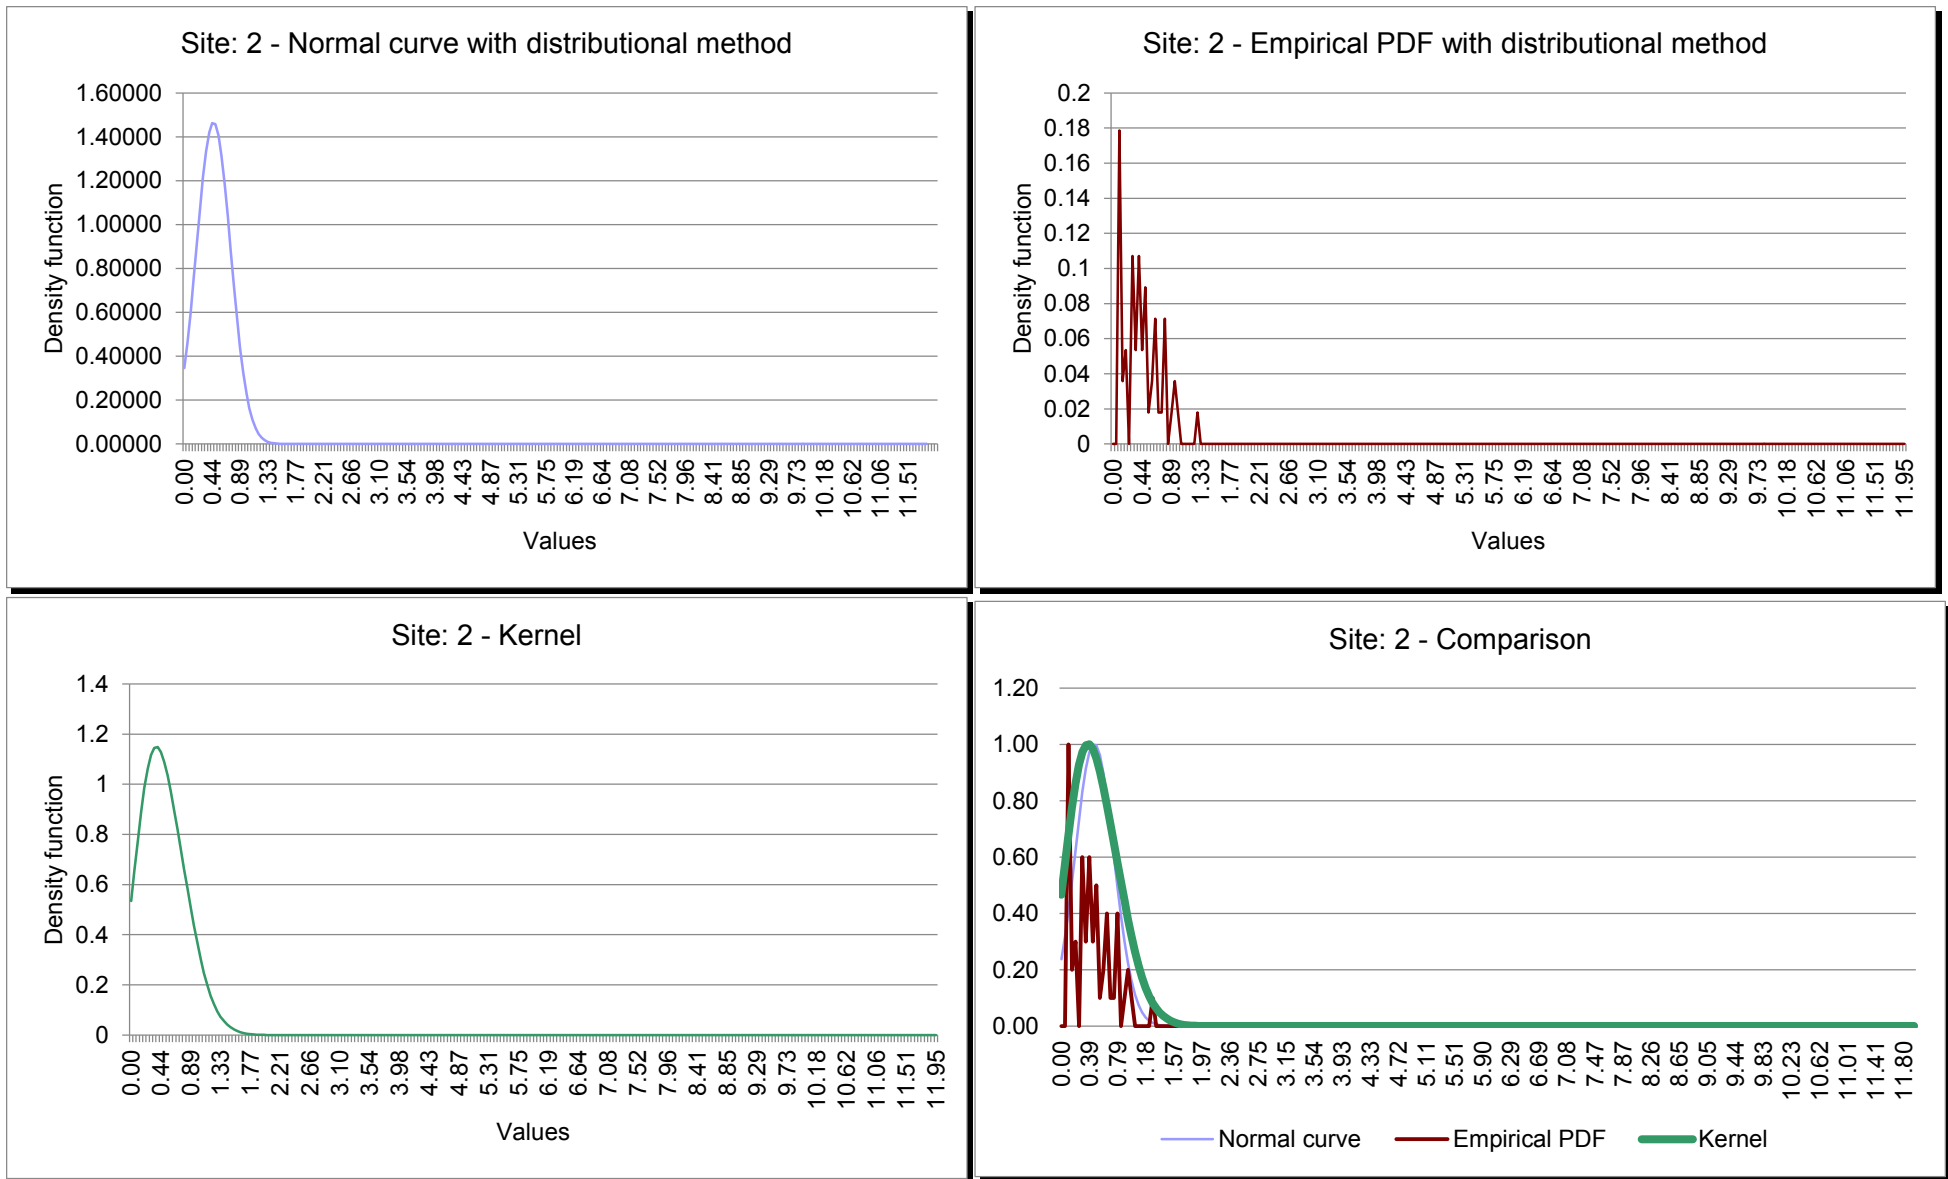 Site: 2 - Normal curve with distributional method
1.60000
1.40000
1.20000
1.00000
0.80000
0.60000
0.40000
0.20000
0.00000
Density function
0.00 0.44 0.89 1.33 1.77 2.21 2.66 3.10 3.54 3.98 4.43 4.87 5.31 5.75 6.19 6.64 7.08 7.52 7.96 8.41 8.85 9.29 9.73 10.18 10.62 11.06 11.51
Values
Site: 2 - Empirical PDF with distributional method
0.2
0.18
0.16
0.14
0.12
0.1
0.08
0.06
0.04
0.02
0
Density function
0.00 0.44 0.89 1.33 1.77 2.21 2.66 3.10 3.54 3.98 4.43 4.87 5.31 5.75 6.19 6.64 7.08 7.52 7.96 8.41 8.85 9.29 9.73 10.18 10.62 11.06 11.51 11.95
Values
Site: 2 - Kernel
1.4
1.2
1
0.8
0.6
0.4
0.2
0
Density function
0.00 0.44 0.89 1.33 1.77 2.21 2.66 3.10 3.54 3.98 4.43 4.87 5.31 5.75 6.19 6.64 7.08 7.52 7.96 8.41 8.85 9.29 9.73 10.18 10.62 11.06 11.51 11.95
Values
Site: 2 - Comparison
1.20
1.00
0.80
0.60
0.40
0.20
0.00
0.00 0.39 0.79 1.18 1.57 1.97 2.36 2.75 3.15 3.54 3.93 4.33 4.72 5.11 5.51 5.90 6.29 6.69 7.08 7.47 7.87 8.26 8.65 9.05 9.44 9.83 10.23 10.62 11.01 11.41 11.80
Normal curve Empirical PDF Kernel